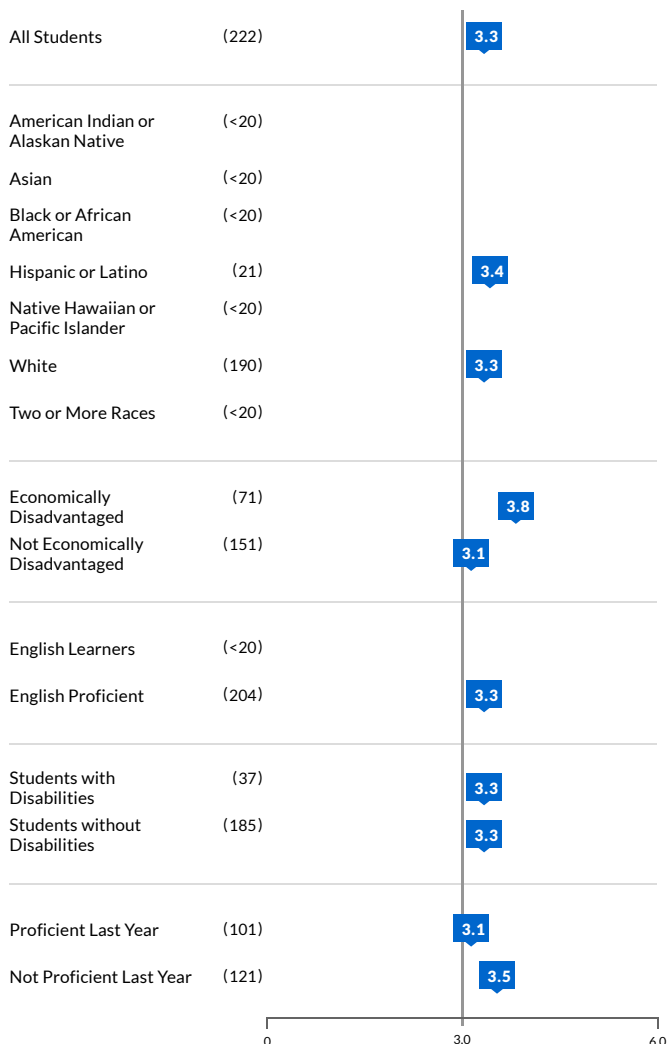 All Students (222) 3.3
American Indian or (<20)
Alaskan Native
Asian (<20)
Black or African (<20)
American
Hispanic or Latino (21) 3.4
Native Hawaiian or (<20)
Pacific Islander
White (190) 3.3
Two or More Races (<20)
Economically (71) 3.8
Disadvantaged
Not Economically (151) 3.1
Disadvantaged
English Learners (<20)
English Proficient (204) 3.3
Students with (37) 3.3
Disabilities
Students without (185) 3.3
Disabilities
Proficient Last Year (101) 3.1
Not Proficient Last Year (121) 3.5
0 3.0 6.0